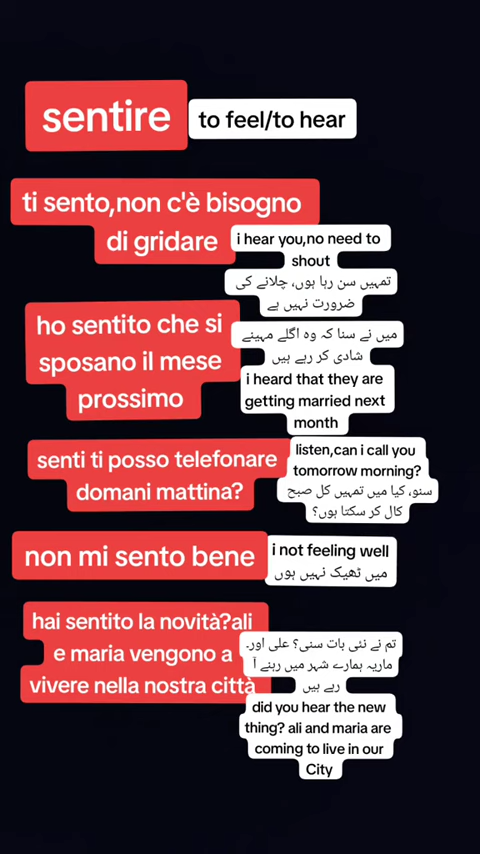 sentire
to feel/to hear
ti sento,non c'è bisogno
di gridare
i hear you,no need to
shout
تمہیں سن رہا ہوں، چلانے کی
ضرورت نہیں ہے
ho sentito che si
sposano il mese
prossimo
میں نے سنا کہ وہ اگلے مہینے
شادی کر رہے ہیں
i heard that they are
getting married next
month
senti ti posso telefonare
domani mattina?
listen,can i call you
tomorrow morning?
سنو، کیا میں تمہیں کل صبح
کال کر سکتا ہوں؟
non mi sento bene
i not feeling well
میں ٹھیک نہیں ہوں
hai sentito la novità?ali
e maria vengono a
vivere nella nostra città
تم نے نئی بات سنی؟ علی اور۔
ماریہ ہمارے شہر میں رہنے آ
رہے ہیں
did you hear the new
thing? ali and maria are
coming to live in our
City